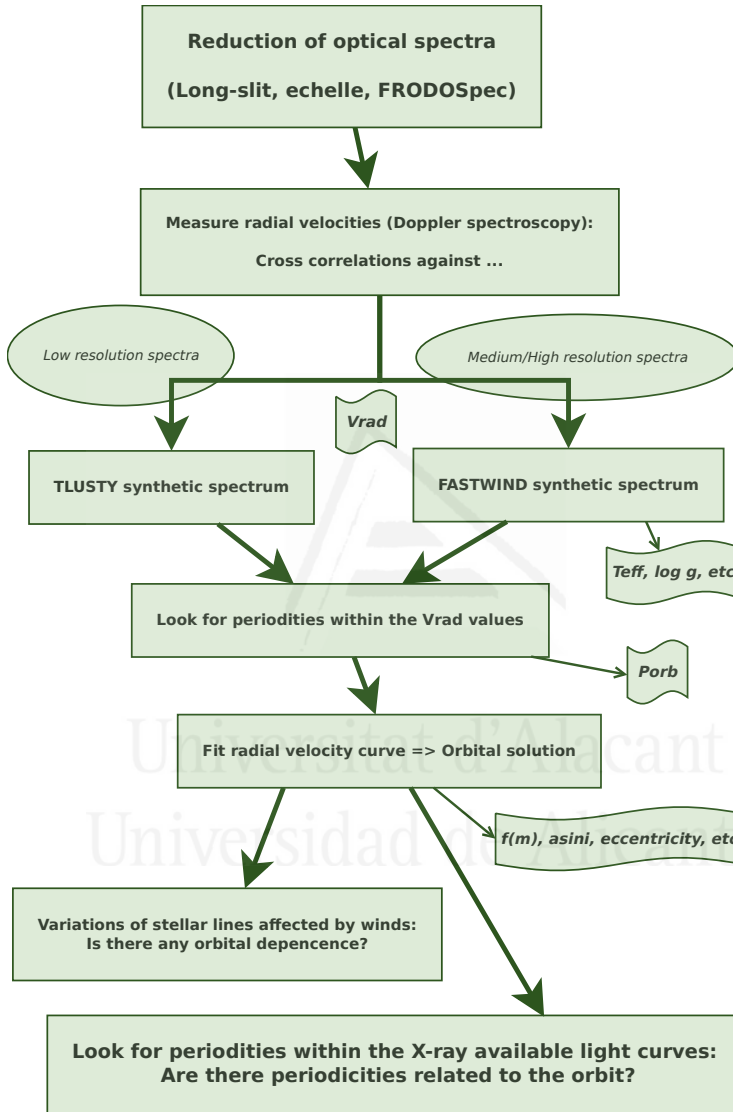 Reduction of optical spectra
(Long-slit, echelle, FRODOSpec)
Measure radial velocities (Doppler spectroscopy):
Cross correlations against ...
Low resolution spectra
Medium/High resolution spectra
Vrad
TLUSTY synthetic spectrum
FASTWIND synthetic spectrum
Teff, log g, etc
Look for periodities within the Vrad values
Porb
Universitat d'Alacant
Fit radial velocity curve => Orbital solution
Universidad de Alicante
f(m), asini, eccentricity, etc
Variations of stellar lines affected by winds:
Is there any orbital depencence?
Look for periodities within the X-ray available light curves:
Are there periodicities related to the orbit?